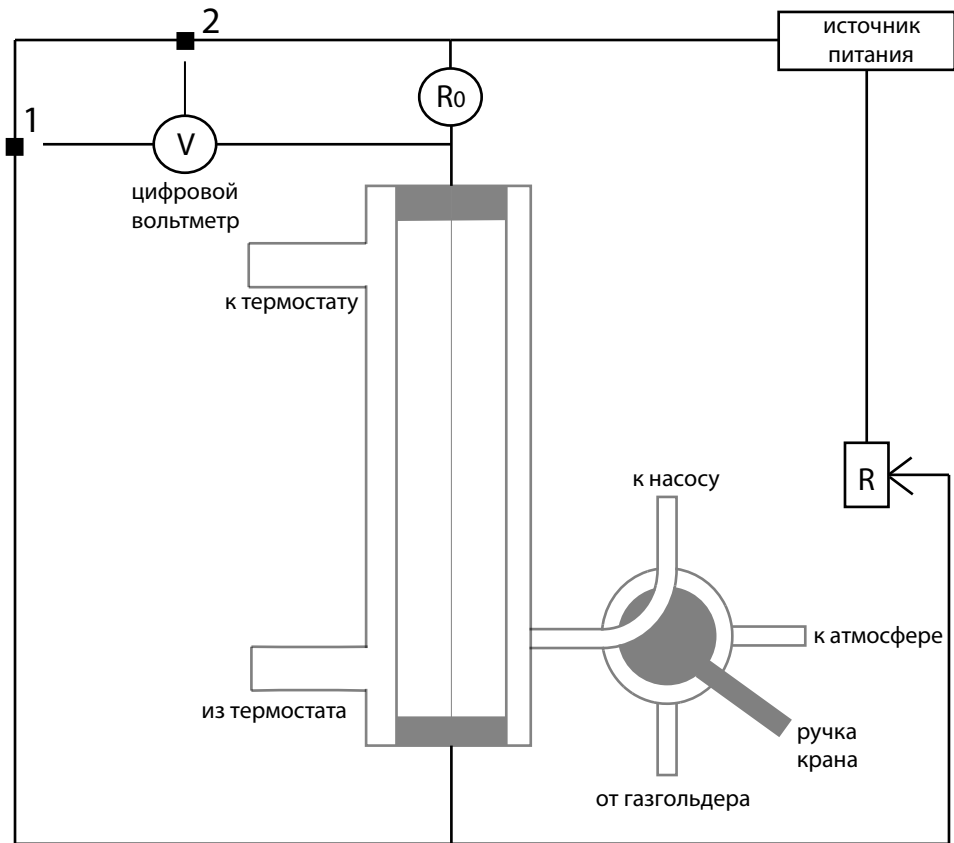 2
источник
питания
R0
1
V
цифровой
вольтметр
к термостату
к насосу
R
к атмосфере
из термостата
ручка
крана
от газгольдера